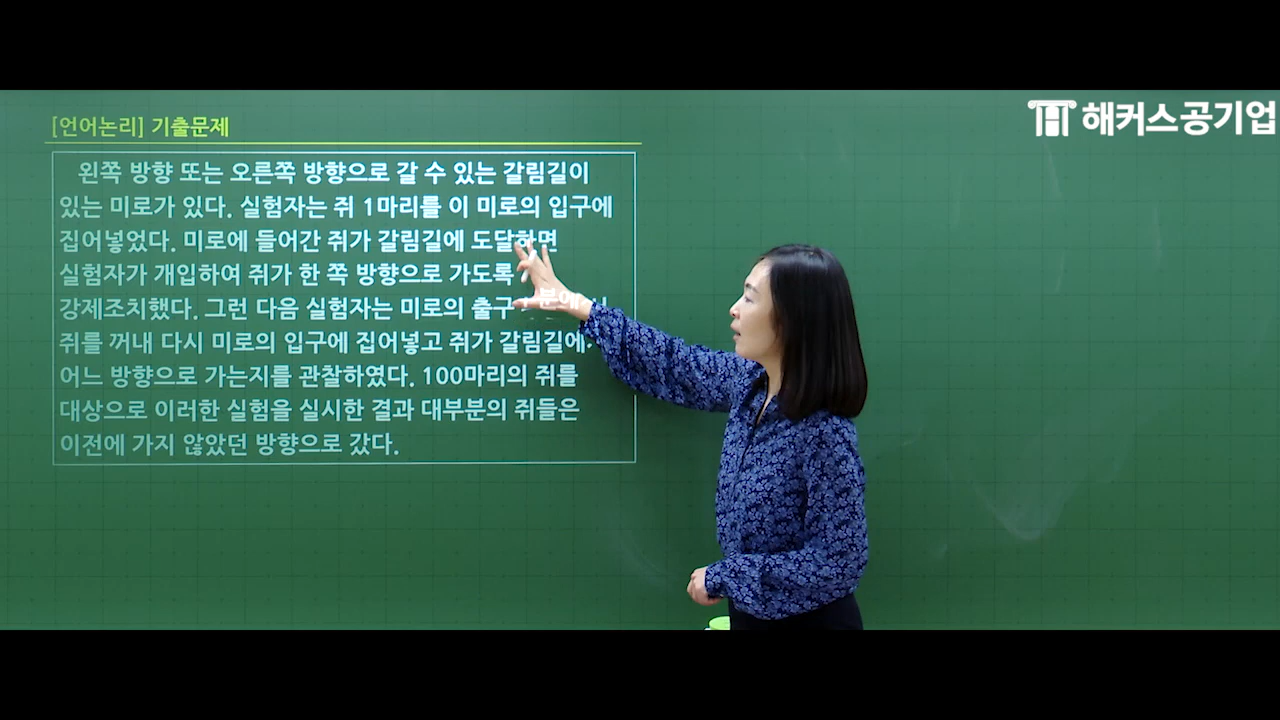 [언어논리] 기출문제
해커스공기업
왼쪽 방향 또는 오른쪽 방향으로 갈 수 있는 갈림길이
있는 미로가 있다. 실험자는 쥐 1마리를 이 미로의 입구에
집어넣었다. 미로에 들어간 쥐가 갈림길에 도달하면
실험자가 개입하여 쥐가 한 쪽 방향으로 가도록
강제조치했다. 그런 다음 실험자는 미로의 출구
쥐를 꺼내 다시 미로의 입구에 집어넣고 쥐가 갈림길에서
어느 방향으로 가는지를 관찰하였다. 100마리의 쥐를
대상으로 이러한 실험을 실시한 결과 대부분의 쥐들은
이전에 가지 않았던 방향으로 갔다.